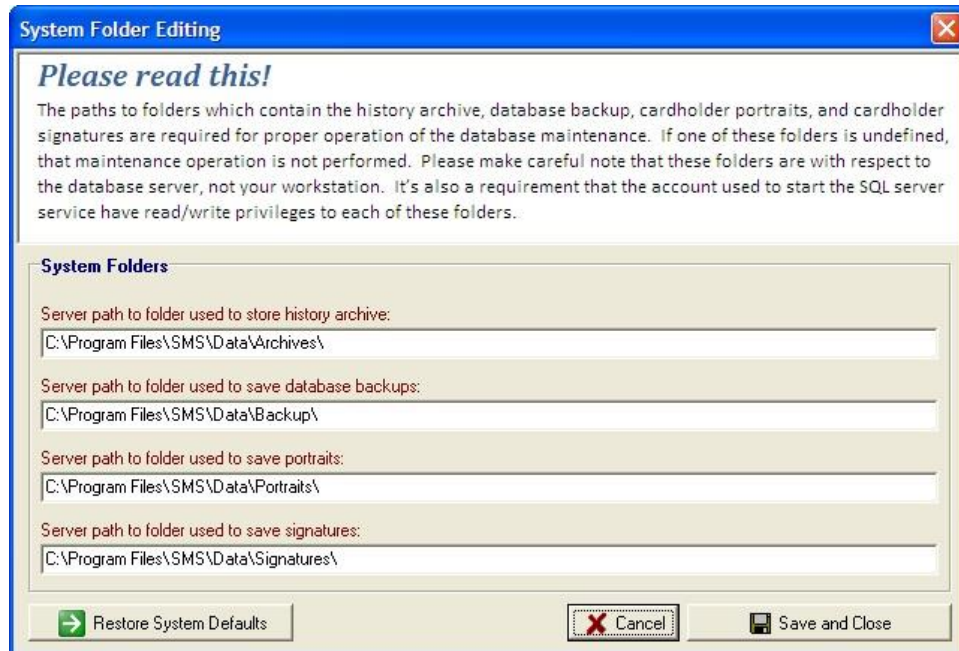 System Folder Editing
Please read this!
The paths to folders which contain the history archive, database backup, cardholder portraits, and cardholder
signatures are required for proper operation of the database maintenance.  If one of these folders is undefined,
that maintenance operation is not performed.  Please make careful note that these folders are with respect to
the database server, not your workstation.  It's also a requirement that the account used to start the SQL server
service have read/write privileges to each of these folders.
System Folders
Server path to folder used to store history archive:
C:\Program Files\SMS\Data\Archives\
Server path to folder used to save database backups:
C:\Program Files\SMS\Data\Backup\
Server path to folder used to save portraits:
C:\Program Files\SMS\Data\Portraits\
Server path to folder used to save signatures:
C:\Program Files\SMS\Data\Signatures\
Restore System Defaults
Cancel
Save and Close